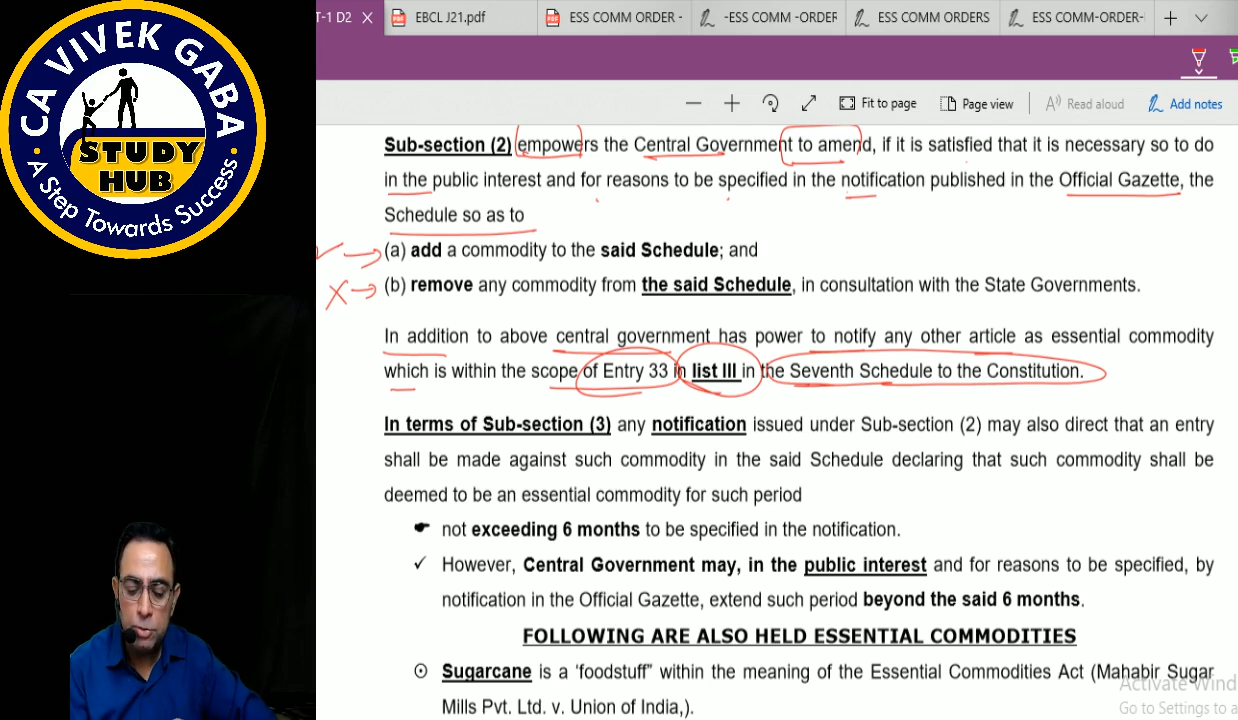 CA VIVEK GABA
STUDY
HUB
• A Step Towards Success •
T-1 D2
EBCL J21.pdf
ESS COMM ORDER -
-ESS COMM -ORDER
ESS COMM ORDERS
ESS COMM-ORDER-
Fit to page
Page view
Read aloud
Add notes
Sub-section (2) empowers the Central Government to amend, if it is satisfied that it is necessary so to do
in the public interest and for reasons to be specified in the notification published in the Official Gazette, the
Schedule so as to
(a) add a commodity to the said Schedule; and
(b) remove any commodity from the said Schedule, in consultation with the State Governments.
In addition to above central government has power to notify any other article as essential commodity
which is within the scope of Entry 33 in list III in the Seventh Schedule to the Constitution.
In terms of Sub-section (3) any notification issued under Sub-section (2) may also direct that an entry
shall be made against such commodity in the said Schedule declaring that such commodity shall be
deemed to be an essential commodity for such period
not exceeding 6 months to be specified in the notification.
✓ However, Central Government may, in the public interest and for reasons to be specified, by
notification in the Official Gazette, extend such period beyond the said 6 months.
FOLLOWING ARE ALSO HELD ESSENTIAL COMMODITIES
Sugarcane is a ‘foodstuff” within the meaning of the Essential Commodities Act (Mahabir Sugar
Mills Pvt. Ltd. v. Union of India,).
Activate Wind
Go to Settings to a